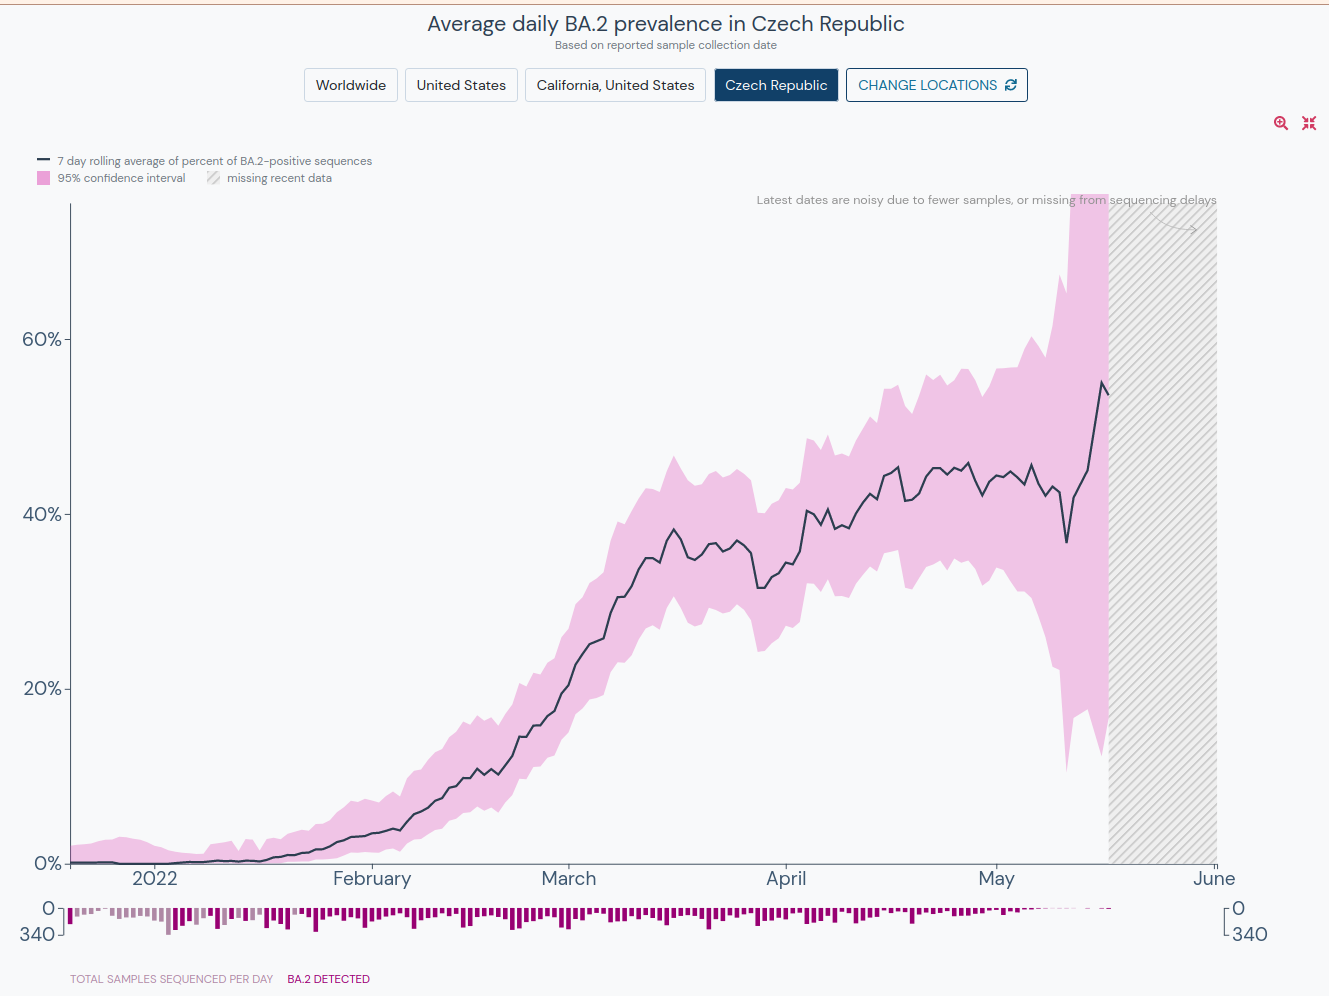 Average daily BA.2 prevalence in Czech Republic
Based on reported sample collection date
Worldwide
United States
California, United States
Czech Republic
CHANGE LOCATIONS
7 day rolling average of percent of BA.2-positive sequences
95% confidence interval
missing recent data
Latest dates are noisy due to fewer samples, or missing from sequencing delays
60%
40%
20%
0%
2022
February
March
April
May
June
0
340
0
340
TOTAL SAMPLES SEQUENCED PER DAY
BA.2 DETECTED